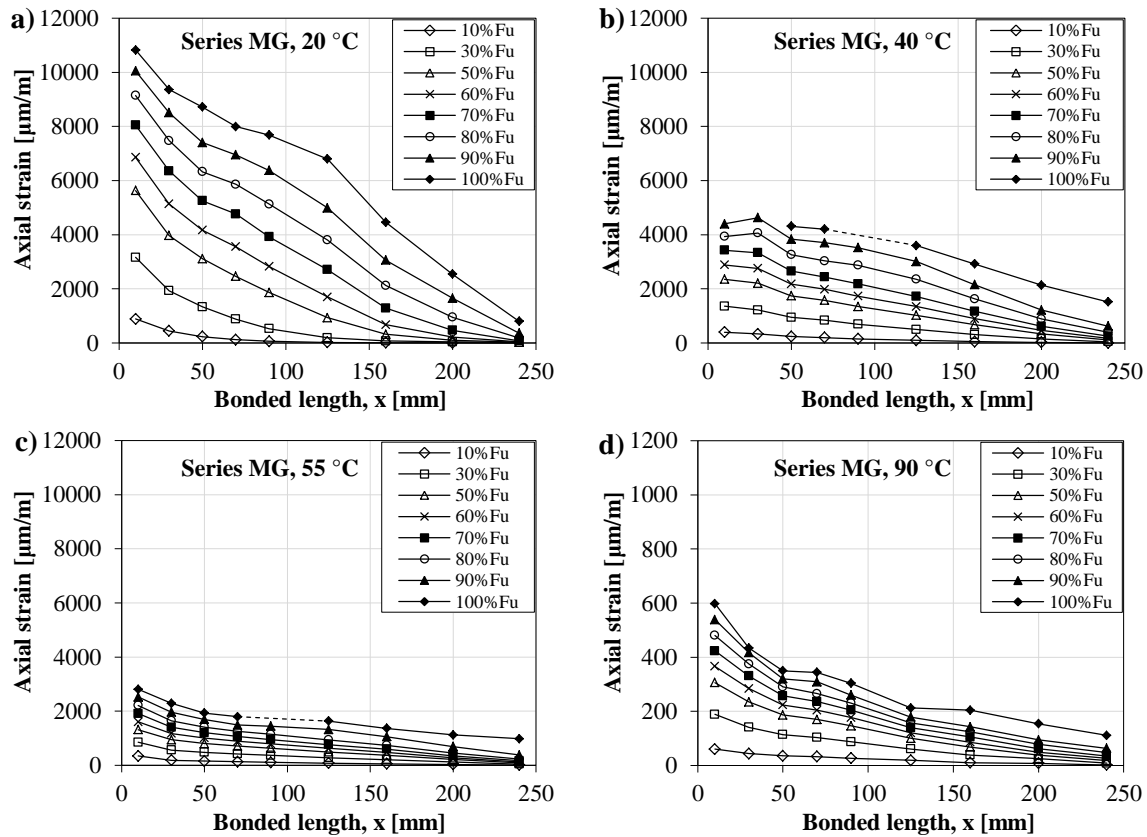 a)
Series MG, 20 °C
Axial strain [µm/m]
12000
10000
8000
6000
4000
2000
0
0 50 100 150 200 250
Bonded length, x [mm]
10%Fu
30%Fu
50%Fu
60%Fu
70%Fu
80%Fu
90%Fu
100%Fu
b)
Series MG, 40 °C
Axial strain [µm/m]
12000
10000
8000
6000
4000
2000
0
0 50 100 150 200 250
Bonded length, x [mm]
10%Fu
30%Fu
50%Fu
60%Fu
70%Fu
80%Fu
90%Fu
100%Fu
c)
Series MG, 55 °C
Axial strain [µm/m]
12000
10000
8000
6000
4000
2000
0
0 50 100 150 200 250
Bonded length, x [mm]
10%Fu
30%Fu
50%Fu
60%Fu
70%Fu
80%Fu
90%Fu
100%Fu
d)
Series MG, 90 °C
Axial strain [µm/m]
1200
1000
800
600
400
200
0
0 50 100 150 200 250
Bonded length, x [mm]
10%Fu
30%Fu
50%Fu
60%Fu
70%Fu
80%Fu
90%Fu
100%Fu